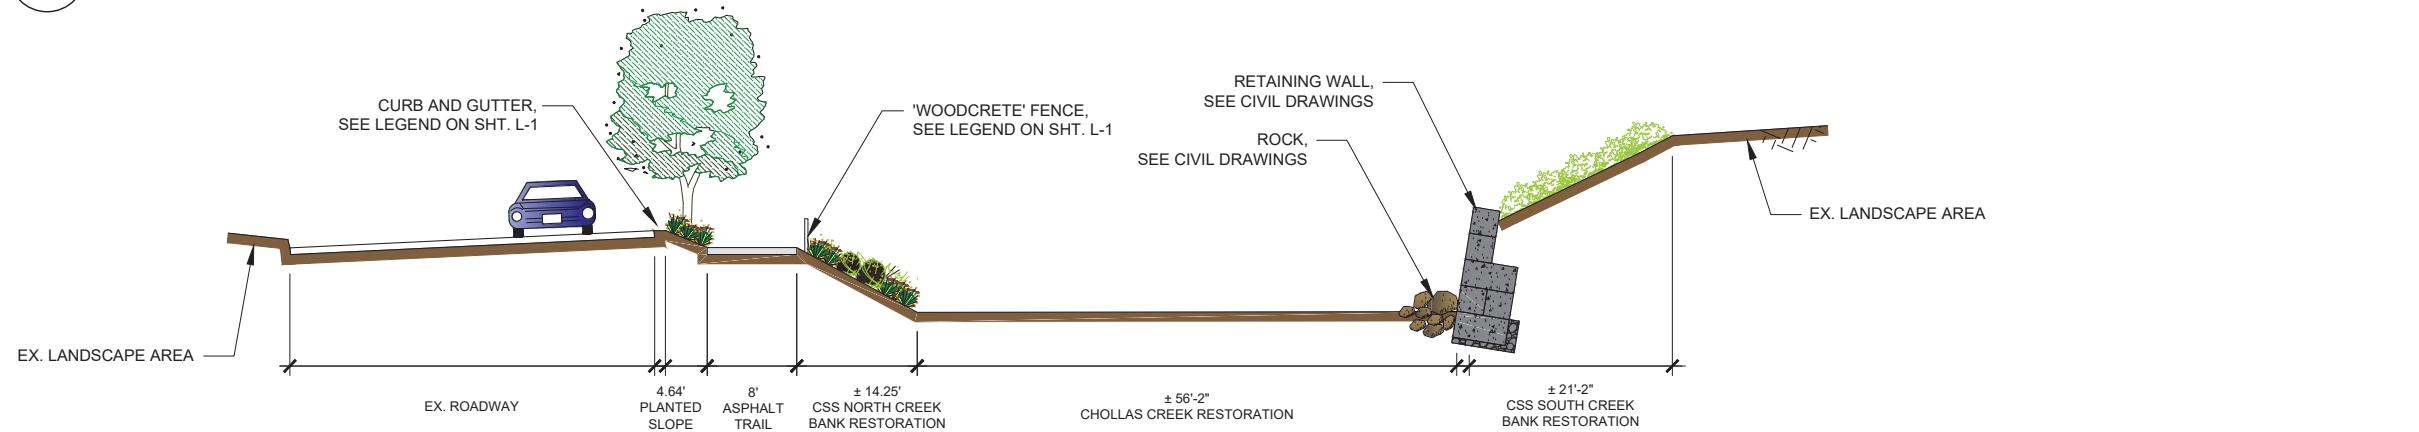 CURB AND GUTTER,
SEE LEGEND ON SHT. L-1
'WOODCRETE' FENCE,
SEE LEGEND ON SHT. L-1
RETAINING WALL,
SEE CIVIL DRAWINGS
ROCK,
SEE CIVIL DRAWINGS
EX. LANDSCAPE AREA
EX. LANDSCAPE AREA
EX. ROADWAY
4.64'
PLANTED
SLOPE
8'
ASPHALT
TRAIL
± 14.25'
CSS NORTH CREEK
BANK RESTORATION
± 56'-2"
CHOLLAS CREEK RESTORATION
± 21'-2"
CSS SOUTH CREEK
BANK RESTORATION